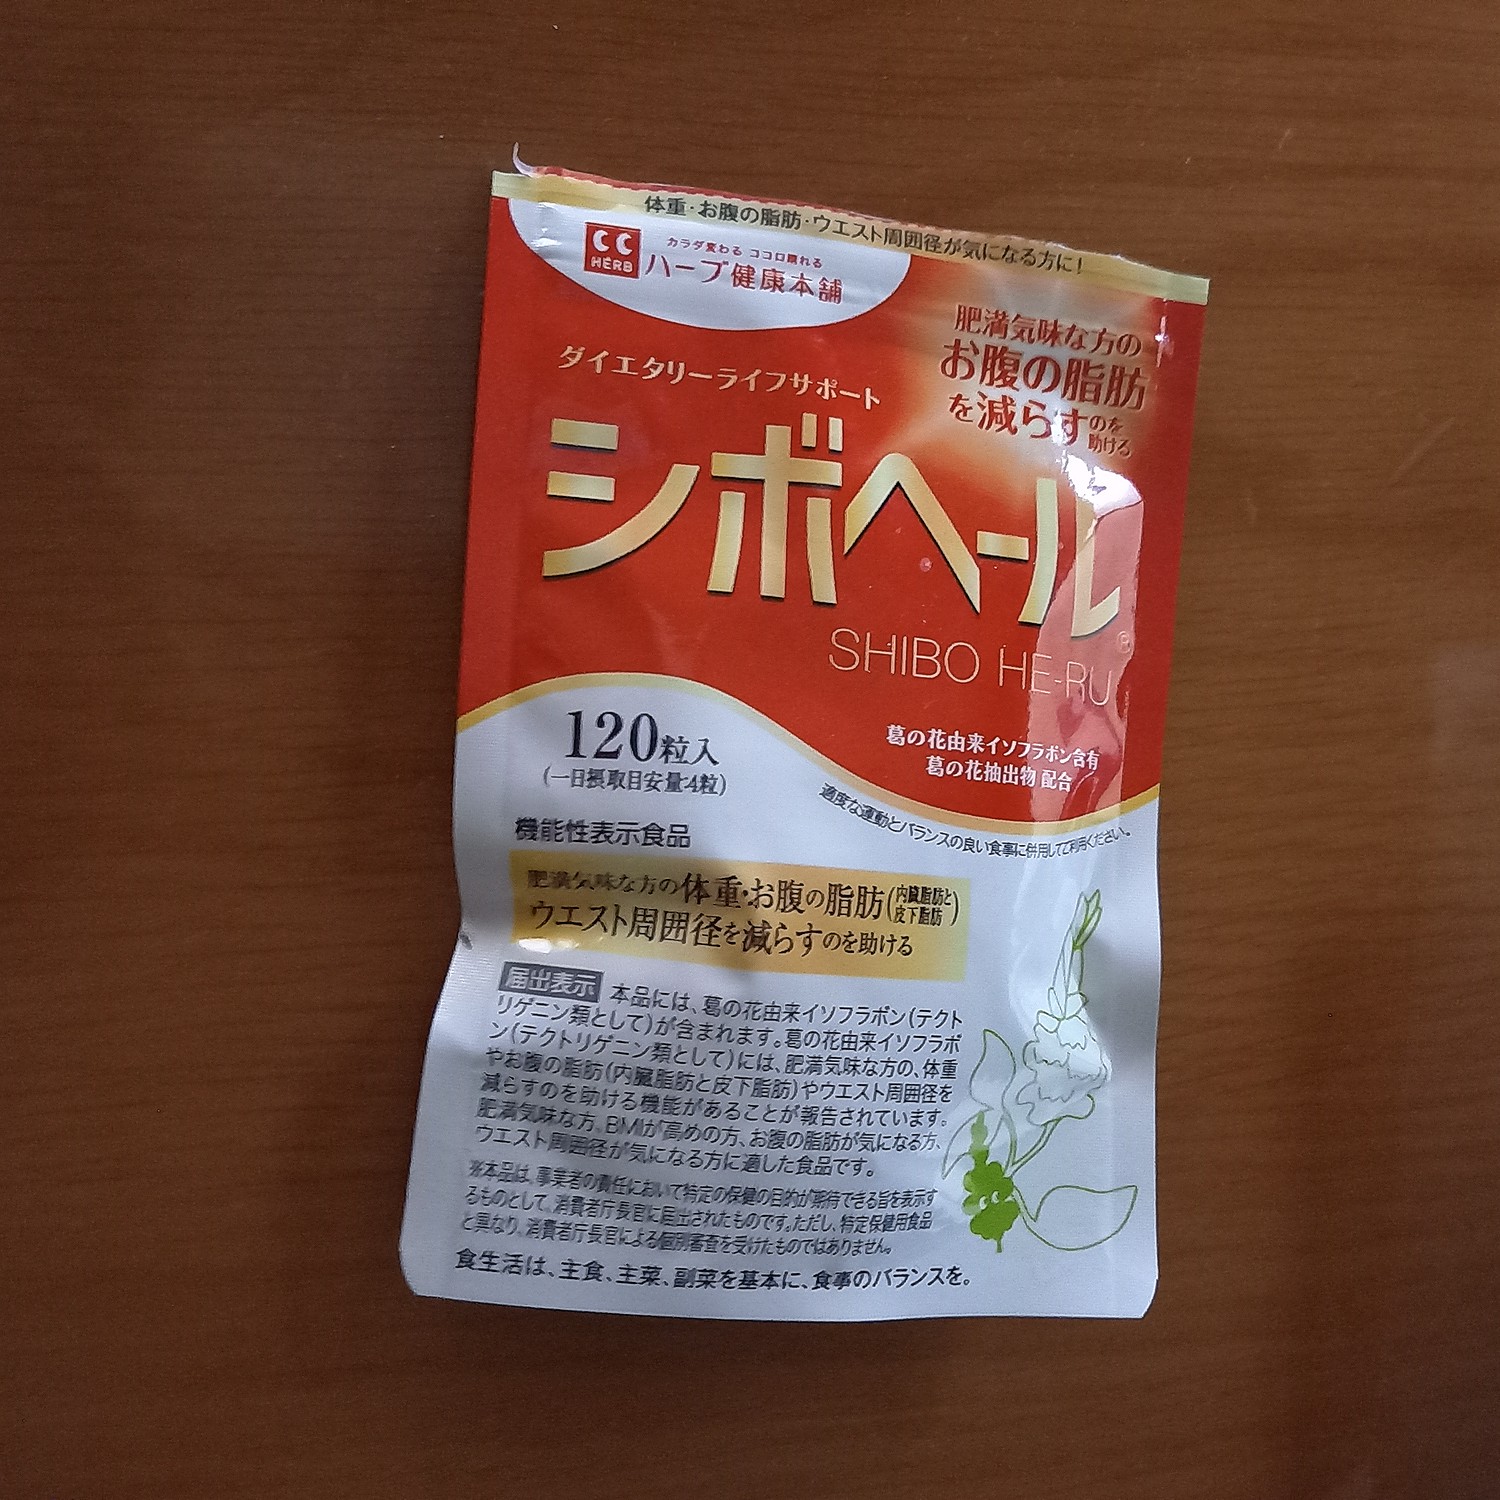 体重・お腹の脂肪・ウエスト周囲径が気になる方に!
CC
HERB
カラダ変わる ココロ晴れる
ハーブ健康本舗
肥満気味な方の
お腹の脂肪
を減らすのを
助ける
ダイエタリーライフサポート
シボヘール
®
SHIBO HE-RU
120粒入
(一日摂取目安量:4粒)
葛の花由来イソフラボン含有
葛の花抽出物 配合
適度な運動とバランスの良い食事に併用してご利用ください。
機能性表示食品
肥満気味な方の体重・お腹の脂肪(内臓脂肪と皮下脂肪)
ウエスト周囲径を減らすのを助ける
届出表示 本品には、葛の花由来イソフラボン(テクト
リゲニン類として)が含まれます。葛の花由来イソフラボ
ン(テクトリゲニン類として)には、肥満気味な方の、体重
やお腹の脂肪(内臓脂肪と皮下脂肪)やウエスト周囲径を
減らすのを助ける機能があることが報告されています。
肥満気味な方、BMIが高めの方、お腹の脂肪が気になる方、
ウエスト周囲径が気になる方に適した食品です。
※本品は、事業者の責任において特定の保健の目的が期待できる旨を表示す
るものとして、消費者庁長官に届出されたものです。ただし、特定保健用食品
と異なり、消費者庁長官による個別審査を受けたものではありません。
食生活は、主食、主菜、副菜を基本に、食事のバランスを。